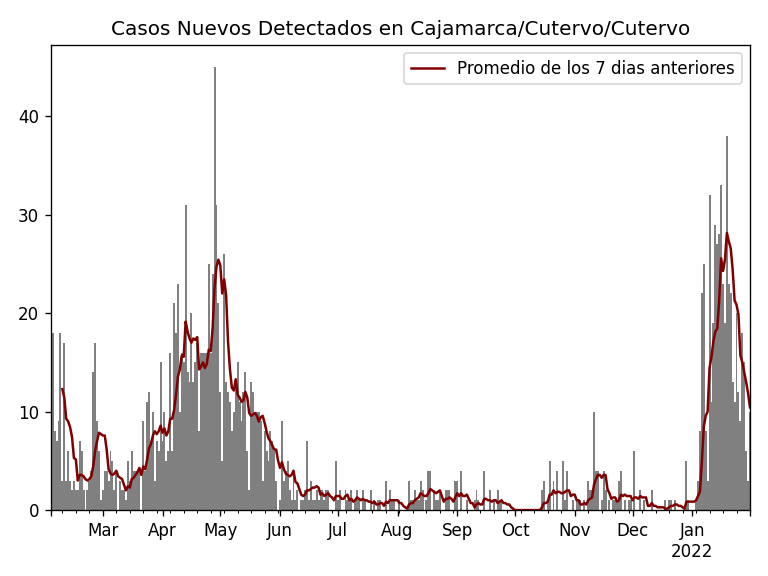 Casos Nuevos Detectados en Cajamarca/Cutervo/Cutervo
Promedio de los 7 dias anteriores
40
30
20
10
0
Mar Apr May Jun Jul Aug Sep Oct Nov Dec Jan
2022